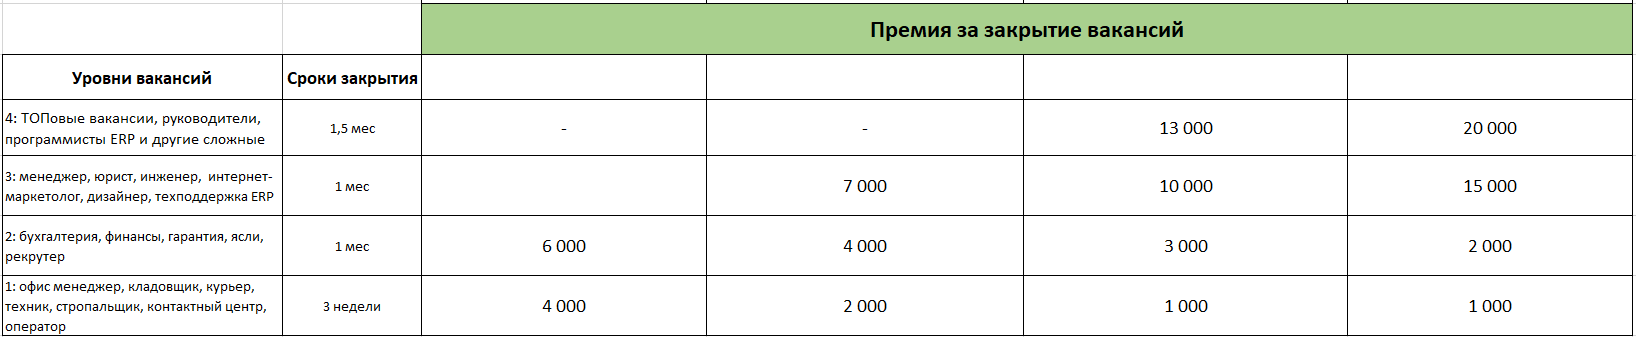 Премия за закрытие вакансий
Уровни вакансий Сроки закрытия
4: ТОПовые вакансии, руководители,
программисты ERP и другие сложные
1,5 мес - - 13 000 20 000
3: менеджер, юрист, инженер, интернет-
маркетолог, дизайнер, техподдержка ERP
1 мес 7 000 10 000 15 000
2: бухгалтерия, финансы, гарантия, ясли,
рекрутер
1 мес 6 000 4 000 3 000 2 000
1: офис менеджер, кладовщик, курьер,
техник, стропальщик, контактный центр,
оператор
3 недели 4 000 2 000 1 000 1 000